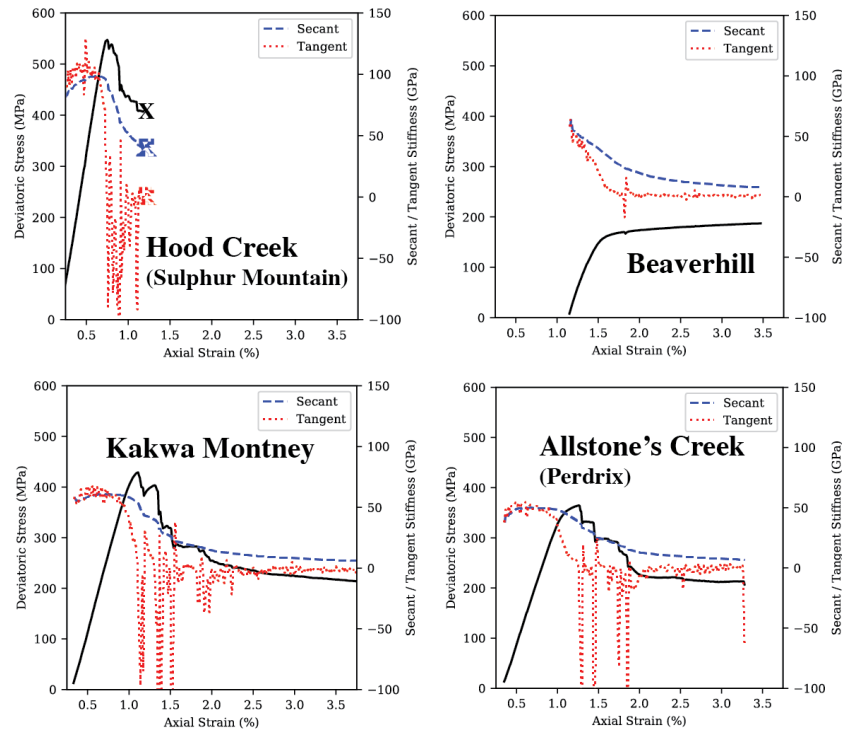 600
500
400
300
200
100
0
Deviatoric Stress (MPa)
0.5 1.0 1.5 2.0 2.5 3.0 3.5
Axial Strain (%)
150
100
50
0
−50
−100
Secant / Tangent Stiffness (GPa)
Secant
Tangent
X
Hood Creek
(Sulphur Mountain)
600
500
400
300
200
100
0
Deviatoric Stress (MPa)
0.5 1.0 1.5 2.0 2.5 3.0 3.5
Axial Strain (%)
150
100
50
0
−50
−100
Secant / Tangent Stiffness (GPa)
Secant
Tangent
Beaverhill
600
500
400
300
200
100
0
Deviatoric Stress (MPa)
0.5 1.0 1.5 2.0 2.5 3.0 3.5
Axial Strain (%)
150
100
50
0
−50
−100
Secant / Tangent Stiffness (GPa)
Secant
Tangent
Kakwa Montney
600
500
400
300
200
100
0
Deviatoric Stress (MPa)
0.5 1.0 1.5 2.0 2.5 3.0 3.5
Axial Strain (%)
150
100
50
0
−50
−100
Secant / Tangent Stiffness (GPa)
Secant
Tangent
Allstone’s Creek
(Perdrix)